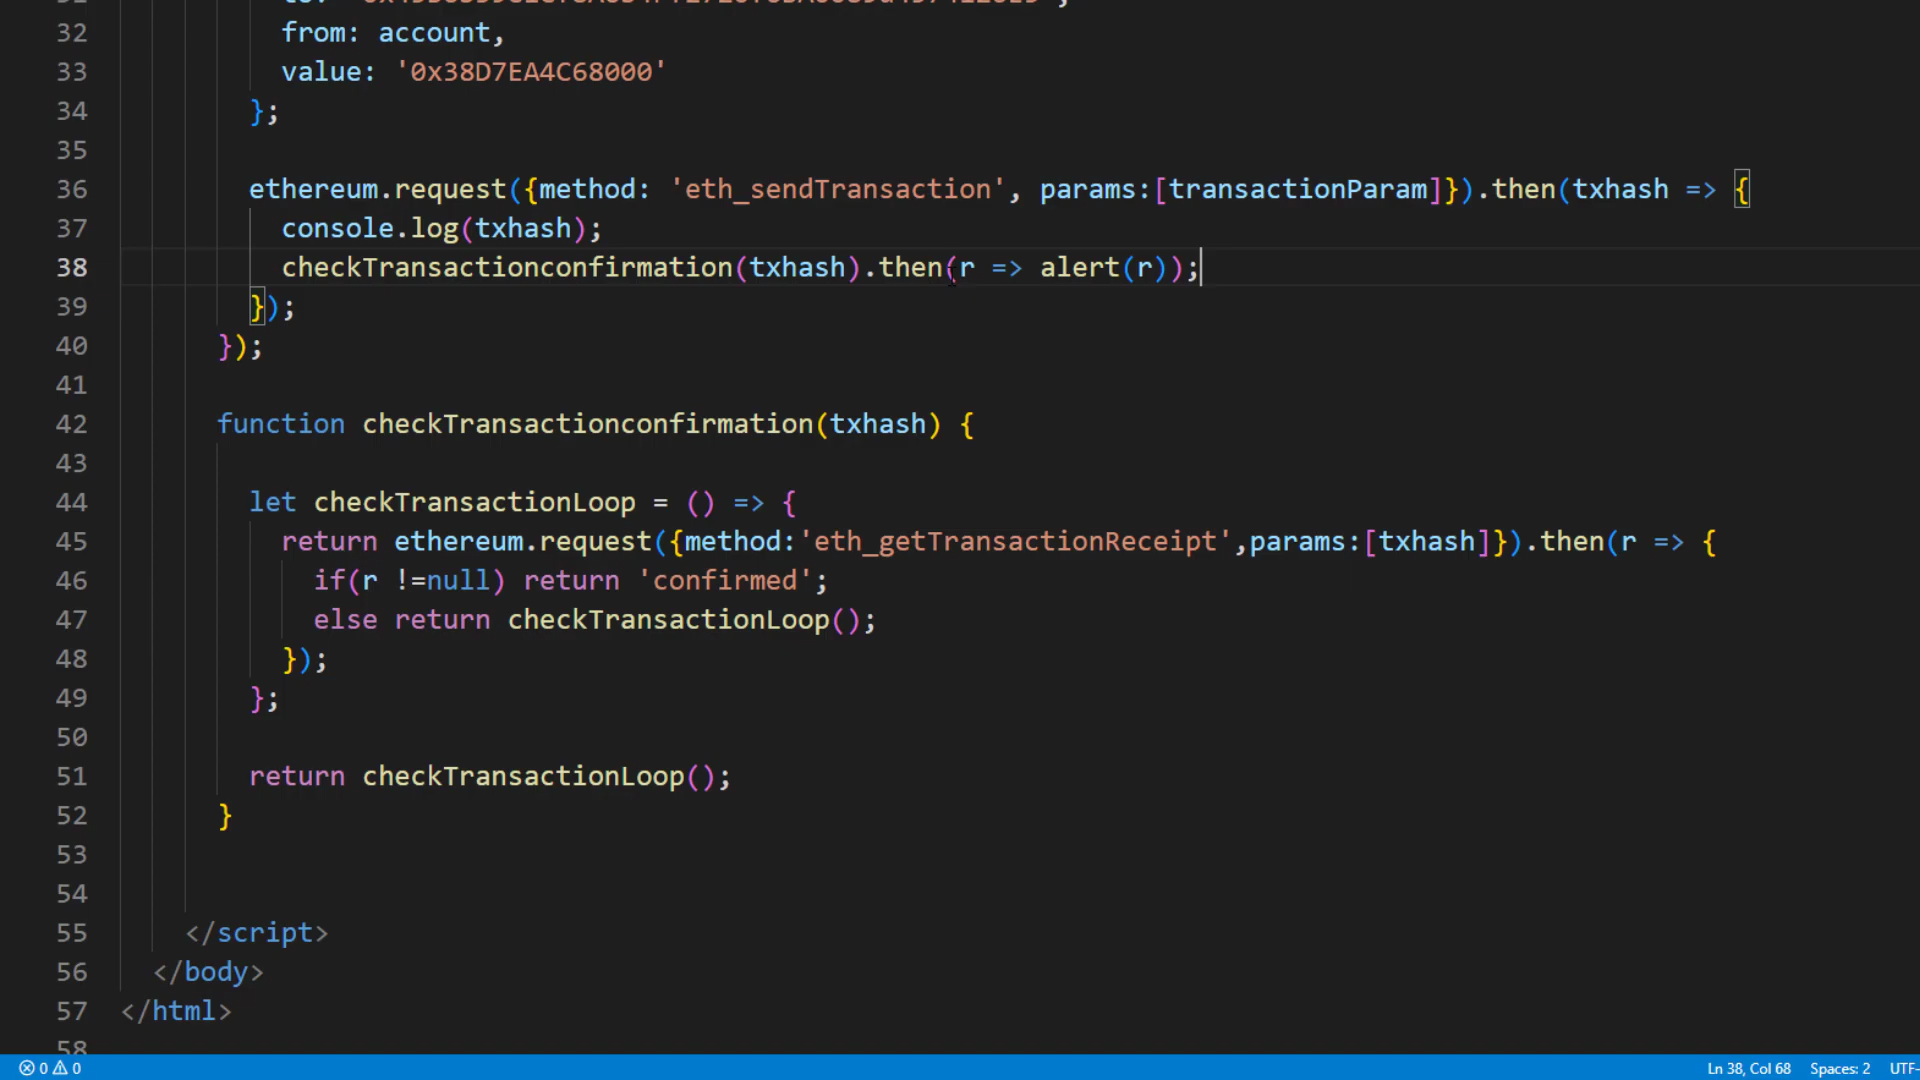 32 from: account,
33 value: '0x38D7EA4C68000'
34 };
35
36 ethereum.request({method: 'eth_sendTransaction', params:[transactionParam]}).then(txhash => {
37 console.log(txhash);
38 checkTransactionconfirmation(txhash).then(r => alert(r));
39 });
40 });
41
42 function checkTransactionconfirmation(txhash) {
43
44 let checkTransactionLoop = () => {
45 return ethereum.request({method:'eth_getTransactionReceipt',params:[txhash]}).then(r => {
46 if(r !=null) return 'confirmed';
47 else return checkTransactionLoop();
48 });
49 };
50
51 return checkTransactionLoop();
52 }
53
54
55 </script>
56 </body>
57 </html>
58
0 0 Ln 38, Col 68 Spaces: 2 UTF-